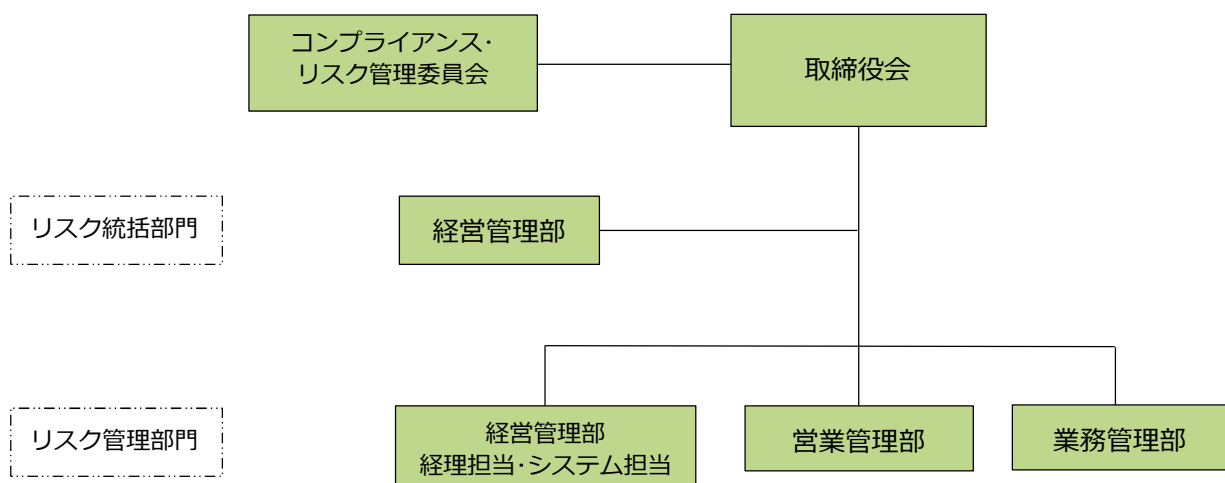 コンプライアンス･
リスク管理委員会
取締役会
リスク統括部門
経営管理部
リスク管理部門
経営管理部
経理担当･システム担当
営業管理部
業務管理部